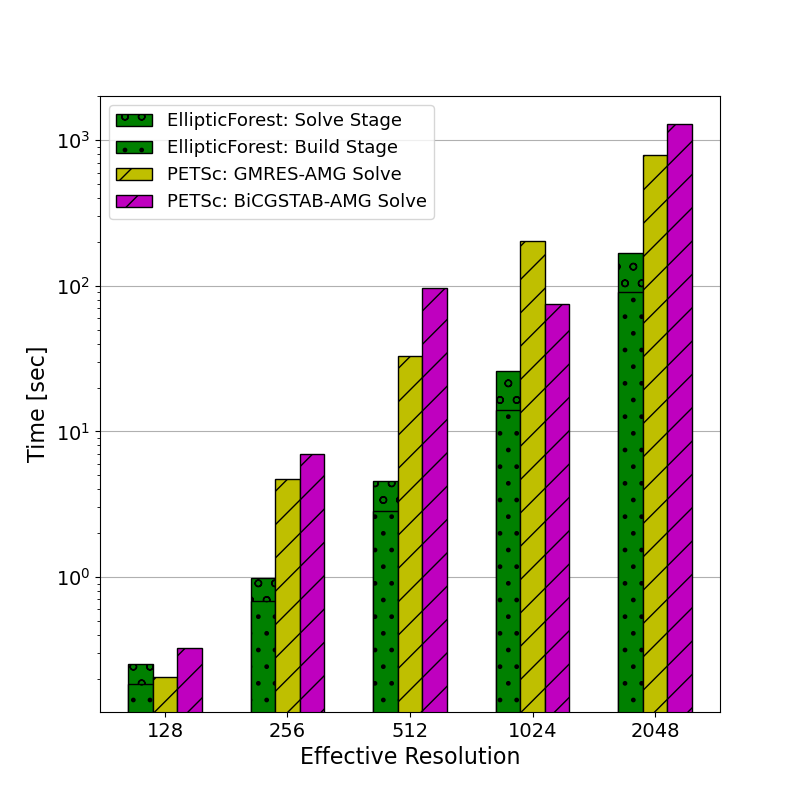 EllipticForest: Solve Stage
EllipticForest: Build Stage
PETSc: GMRES-AMG Solve
PETSc: BiCGSTAB-AMG Solve
10³
10²
10¹
10⁰
Time [sec]
128 256 512 1024 2048
Effective Resolution